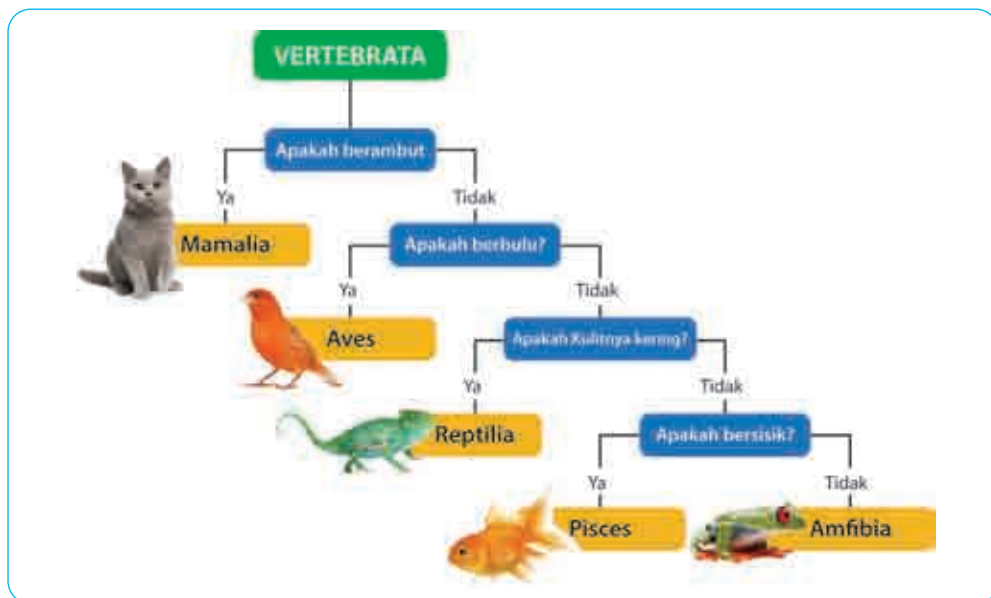 VERTEBRATA
Apakah berambut
Ya
Tidak
Mamalia
Apakah berbulu?
Ya
Tidak
Aves
Apakah Kulitnya kering?
Ya
Tidak
Reptilia
Apakah bersisik?
Ya
Tidak
Pisces
Amfibia